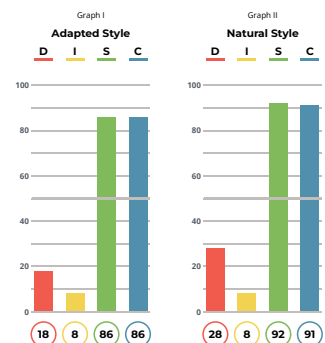 Graph I
Adapted Style
D I S C
100
80
60
40
20
0
18 8 86 86
Graph II
Natural Style
D I S C
100
80
60
40
20
0
28 8 92 91